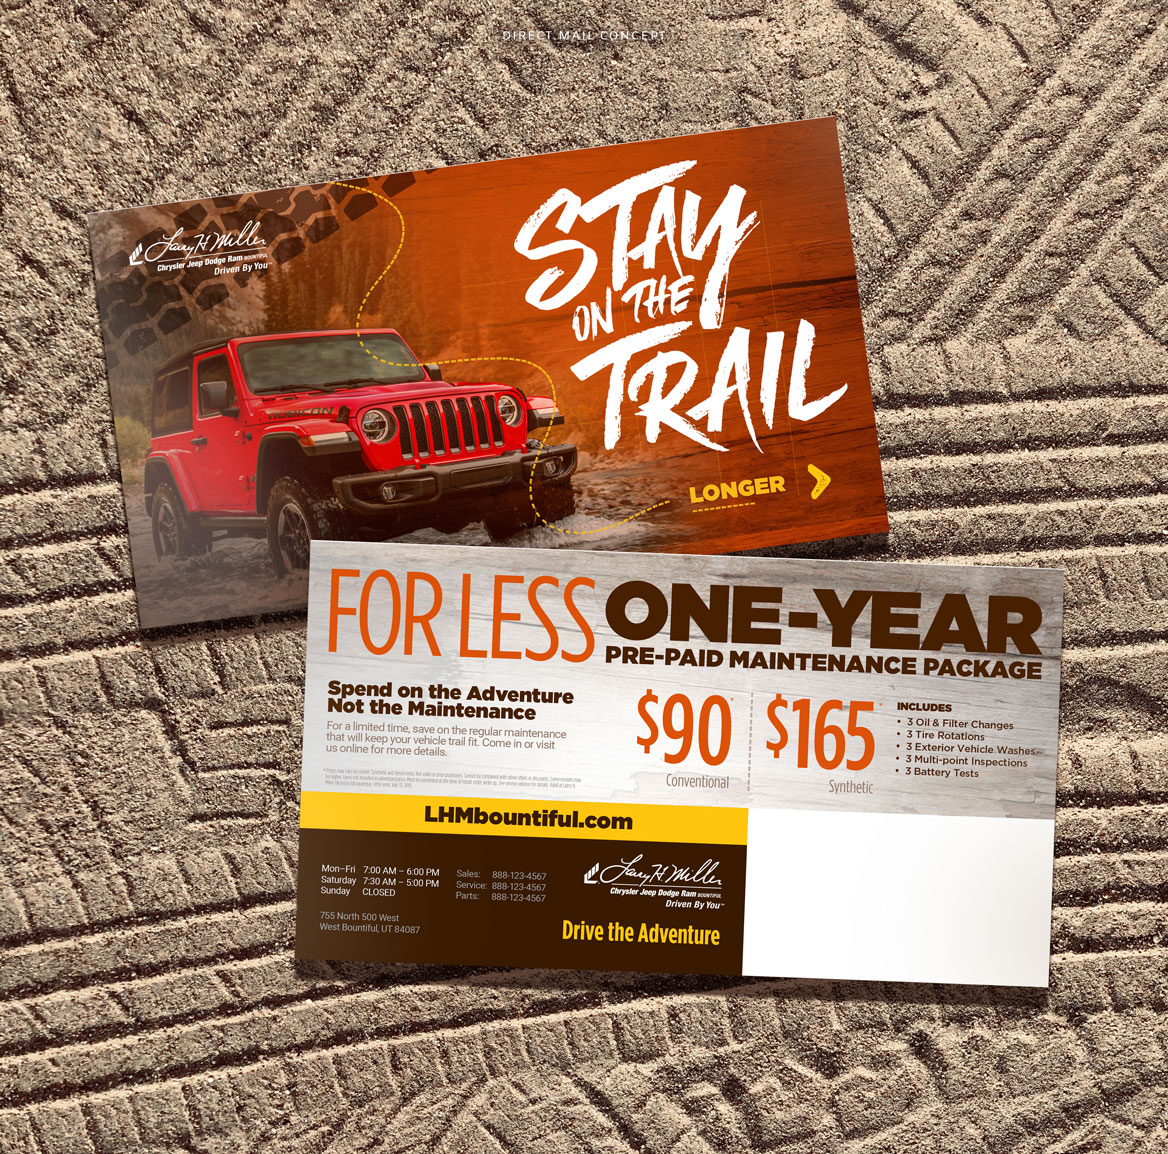 DIRECT MAIL CONCEPT
Larry H. Miller
Chrysler Jeep Dodge Ram BOUNTIFUL
Driven By You™
STAY
ON THE
TRAIL
LONGER
RUBICON
FOR LESS
ONE-YEAR
PRE-PAID MAINTENANCE PACKAGE
Spend on the Adventure
Not the Maintenance
For a limited time, save on the regular maintenance
that will keep your vehicle trail fit. Come in or visit
us online for more details.
$90*
Conventional
$165*
Synthetic
INCLUDES
• 3 Oil & Filter Changes
• 3 Tire Rotations
• 3 Exterior Vehicle Washes
• 3 Multi-point Inspections
• 3 Battery Tests
LHMbountiful.com
Mon–Fri 7:00 AM – 6:00 PM
Saturday 7:30 AM – 5:00 PM
Sunday CLOSED
755 North 500 West
West Bountiful, UT 84087
Sales: 888-123-4567
Service: 888-123-4567
Parts: 888-123-4567
Larry H. Miller
Chrysler Jeep Dodge Ram BOUNTIFUL
Driven By You™
Drive the Adventure